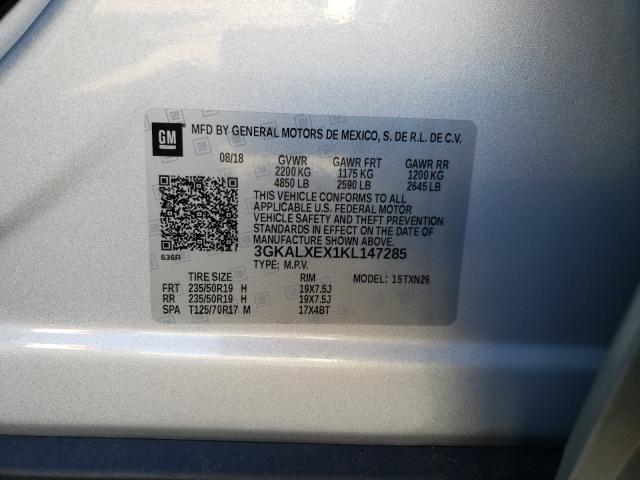 GM MFD BY GENERAL MOTORS DE MEXICO, S. DE R.L. DE C.V.
08/18 GVWR GAWR FRT GAWR RR
2200 KG 1175 KG 1200 KG
4850 LB 2590 LB 2645 LB
THIS VEHICLE CONFORMS TO ALL
APPLICABLE U.S. FEDERAL MOTOR
VEHICLE SAFETY AND THEFT PREVENTION
STANDARDS IN EFFECT ON THE DATE OF
MANUFACTURE SHOWN ABOVE.
636R 3GKALXEX1KL147285
TYPE: M.P.V.
TIRE SIZE RIM MODEL: 15TXN26
FRT 235/50R19 H 19X7.5J
RR 235/50R19 H 19X7.5J
SPA T125/70R17 M 17X4BT